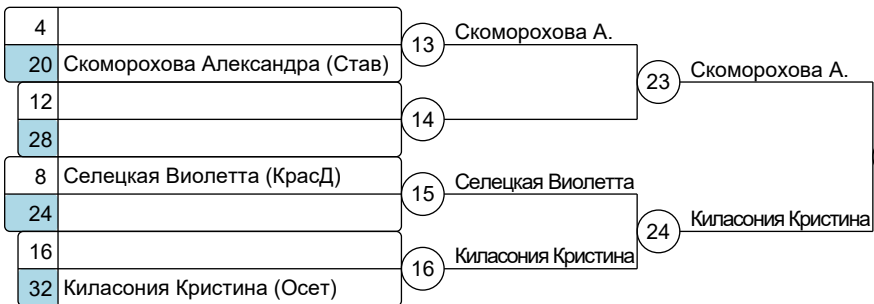 4
20 Скоморохова Александра (Став)
12
28
8 Селецкая Виолетта (КрасД)
24
16
32 Киласония Кристина (Осет)
13 Скоморохова А.
14
15 Селецкая Виолетта
16 Киласония Кристина
23 Скоморохова А.
24 Киласония Кристина